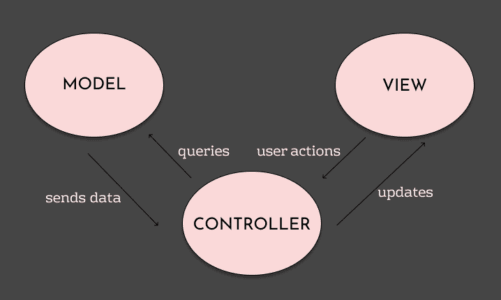 MODEL
VIEW
queries
user actions
sends data
updates
CONTROLLER